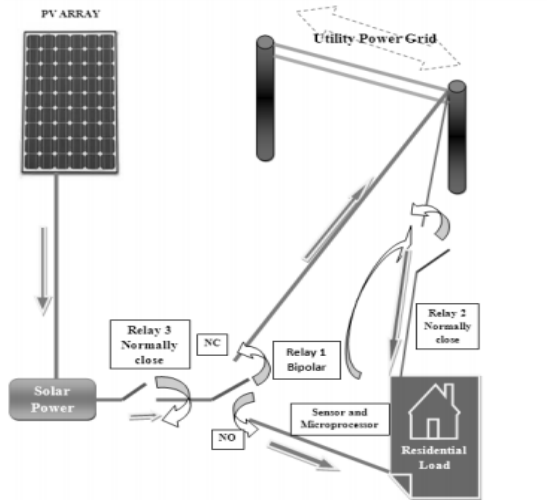 PV ARRAY
Utility Power Grid
Relay 3
Normally
close
NC
Relay 1
Bipolar
Relay 2
Normally
close
Solar
Power
NO
Sensor and
Microprocessor
Residential
Load